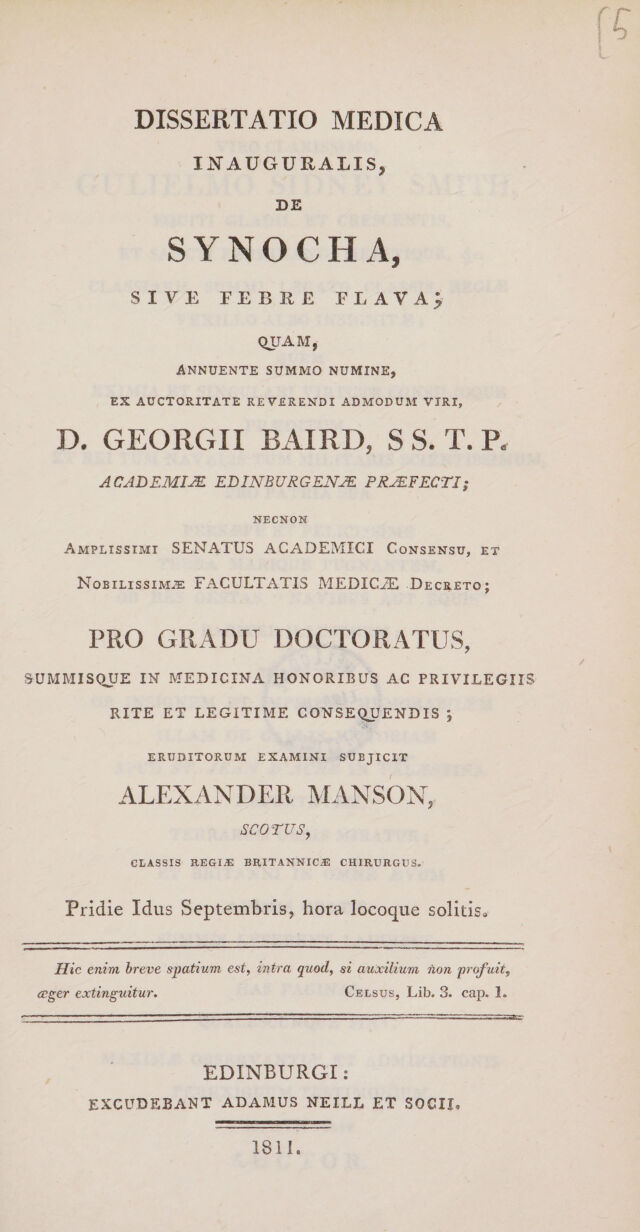 (5
DISSERTATIO MEDICA
INAUGURALIS,
DE
SYNOCHA,
SIVE FEBRE FLAVA;
QUAM,
ANNUENTE SUMMO NUMINE,
EX AUCTORITATE REVERENDI ADMODUM VIRI,
D. GEORGII BAIRD, SS. T. P.
ACADEMIÆ EDINBURGENÆ PRÆFECTI;
NECNON
AMPLISSIMI SENATUS ACADEMICI CONSENSU, ET
NOBILISSIMÆ FACULTATIS MEDICÆ DECRETO;
PRO GRADU DOCTORATUS,
SUMMISQUE IN MEDICINA HONORIBUS AC PRIVILEGIIS
RITE ET LEGITIME CONSEQUENDIS;
ERUDITORUM EXAMINI SUBJICIT
ALEXANDER MANSON,
SCOTUS,
CLASSIS REGIÆ BRITANNICÆ CHIRURGUS.
Pridie Idus Septembris, hora locoque solitis.
Hic enim breve spatium est, intra quod, si auxilium non profuit,
æger extinguitur. CELSUS, Lib. 3. cap. 1.
EDINBURGI:
EXCUDEBANT ADAMUS NEILL ET SOCII.
1811.